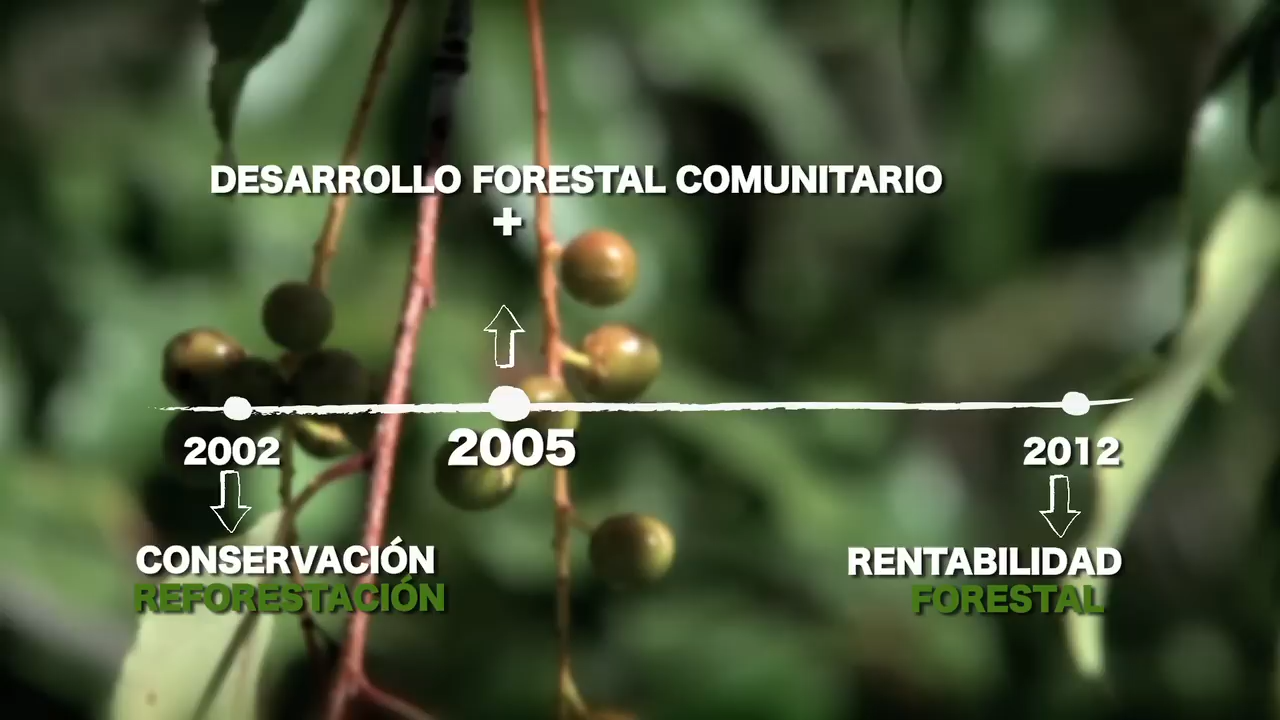 DESARROLLO FORESTAL COMUNITARIO
+
2002
2005
2012
CONSERVACIÓN
REFORESTACIÓN
RENTABILIDAD
FORESTAL